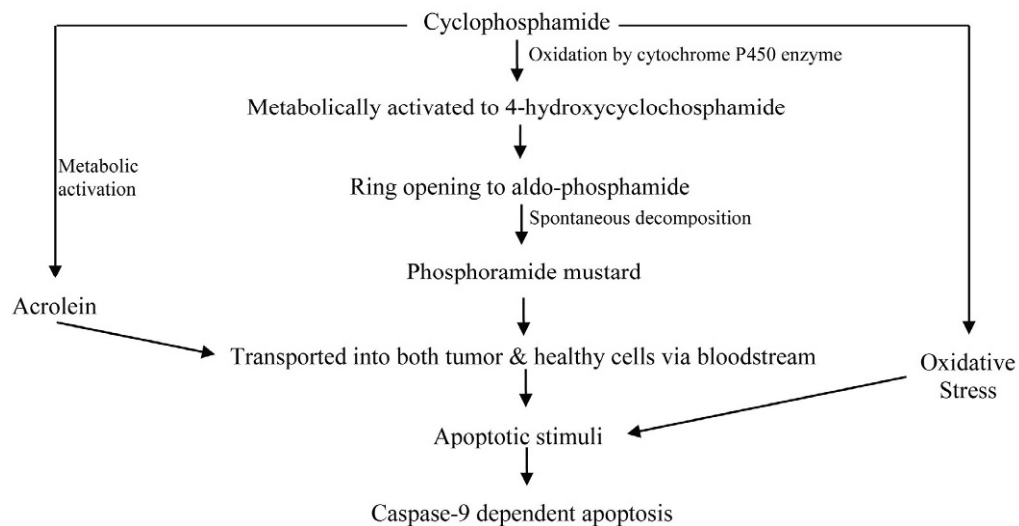 Cyclophosphamide
Oxidation by cytochrome P450 enzyme
Metabolically activated to 4-hydroxycyclochosphamide
Metabolic
activation
Ring opening to aldo-phosphamide
Spontaneous decomposition
Phosphoramide mustard
Acrolein
Transported into both tumor & healthy cells via bloodstream
Oxidative
Stress
Apoptotic stimuli
Caspase-9 dependent apoptosis